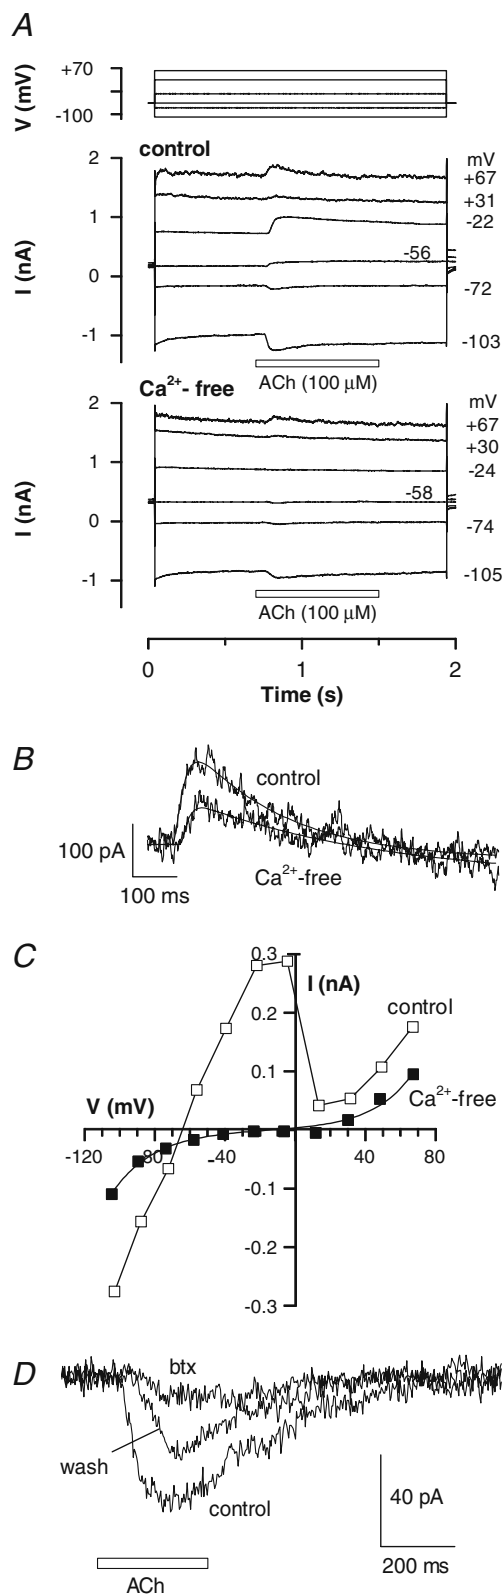 A
V (mV)
+70
-100
control
I (nA)
2
1
0
-1
mV
+67
+31
-22
-56
-72
-103
ACh (100 µM)
Ca2+- free
I (nA)
2
1
0
-1
mV
+67
+30
-24
-58
-74
-105
ACh (100 µM)
0 1 2
Time (s)
B
control
100 pA
100 ms
Ca2+-free
C
0.3
I (nA)
control
0.2
0.1
Ca2+-free
V (mV)
-120 -80 -40 40 80
-0.1
-0.2
-0.3
D
btx
wash
control
40 pA
200 ms
ACh